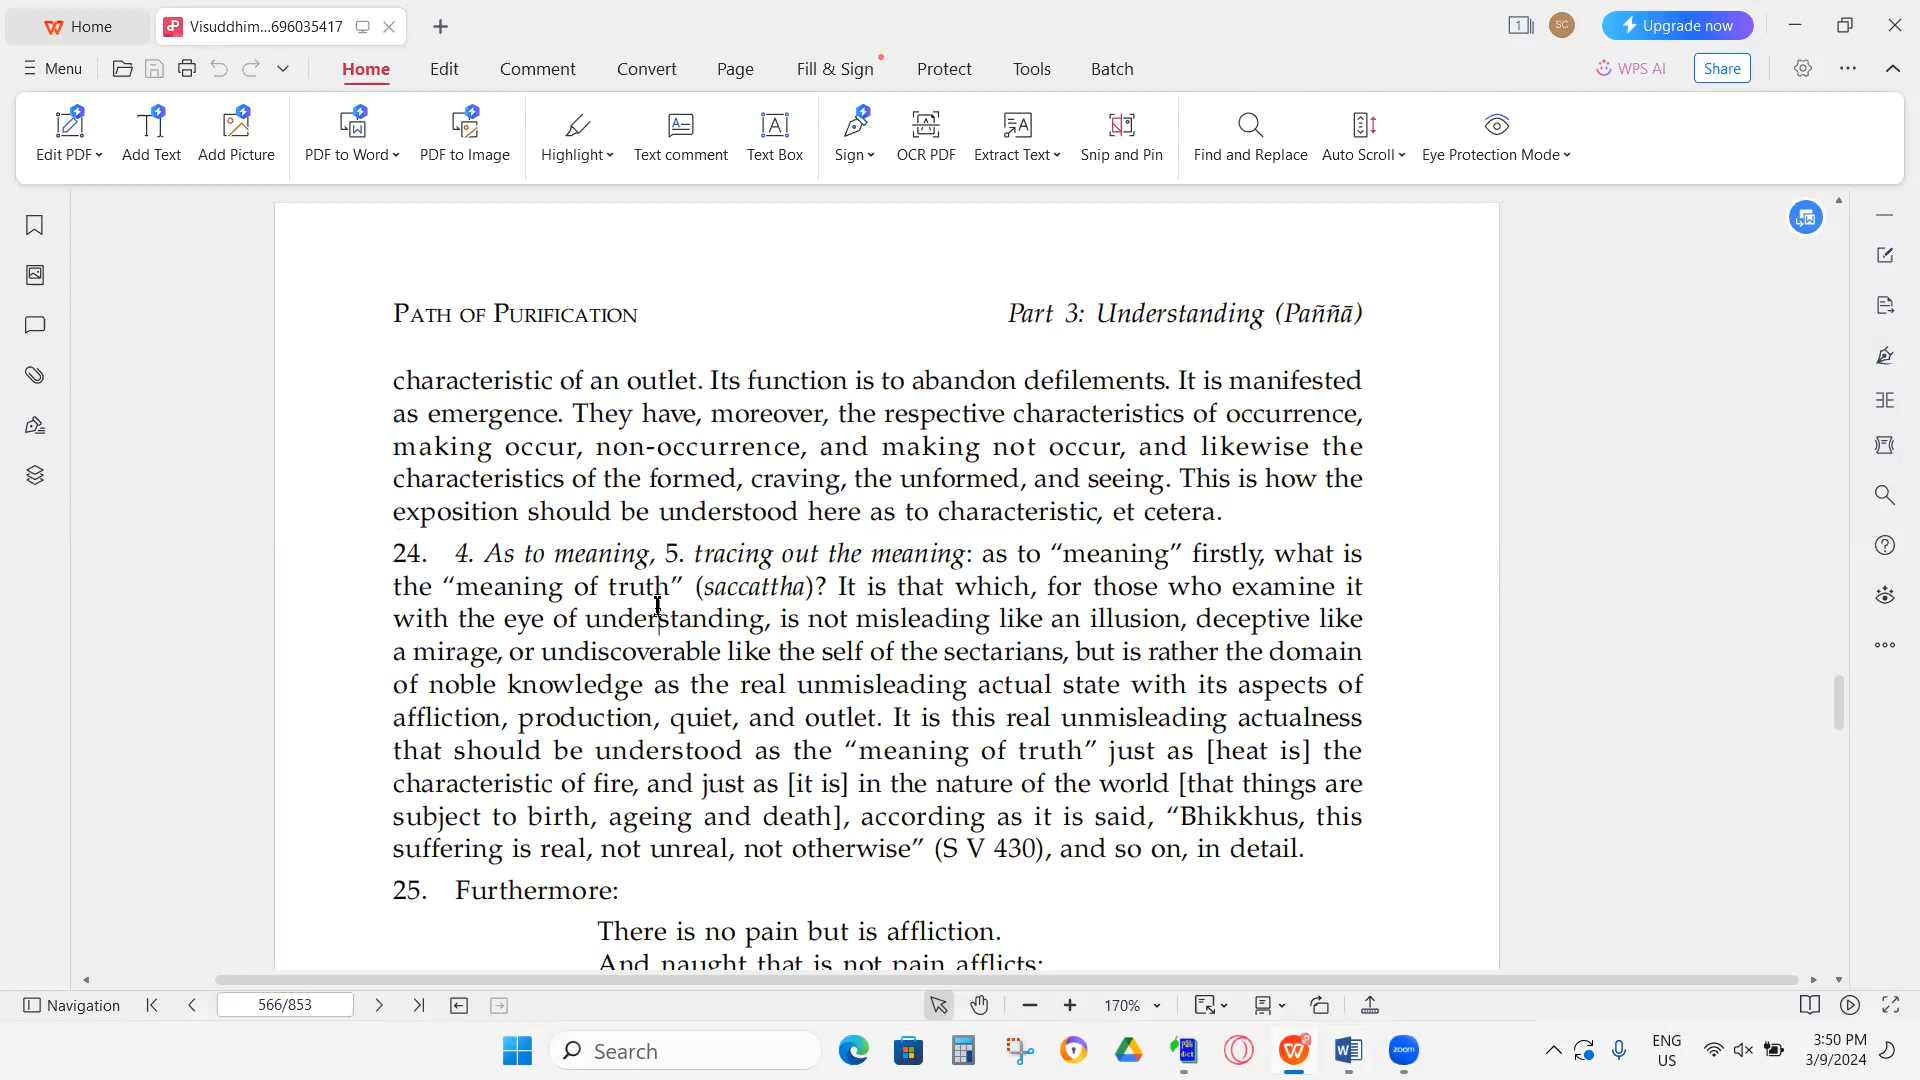 Home
Visuddhim...696035417
1
SC
Upgrade now
Menu
Home
Edit
Comment
Convert
Page
Fill & Sign
Protect
Tools
Batch
WPS AI
Share
Edit PDF
Add Text
Add Picture
PDF to Word
PDF to Image
Highlight
Text comment
Text Box
Sign
OCR PDF
Extract Text
Snip and Pin
Find and Replace
Auto Scroll
Eye Protection Mode
PATH OF PURIFICATION
Part 3: Understanding (Paññā)
characteristic of an outlet. Its function is to abandon defilements. It is manifested
as emergence. They have, moreover, the respective characteristics of occurrence,
making occur, non-occurrence, and making not occur, and likewise the
characteristics of the formed, craving, the unformed, and seeing. This is how the
exposition should be understood here as to characteristic, et cetera.
24. 4. As to meaning, 5. tracing out the meaning: as to “meaning” firstly, what is
the “meaning of truth” (saccattha)? It is that which, for those who examine it
with the eye of understanding, is not misleading like an illusion, deceptive like
a mirage, or undiscoverable like the self of the sectarians, but is rather the domain
of noble knowledge as the real unmisleading actual state with its aspects of
affliction, production, quiet, and outlet. It is this real unmisleading actualness
that should be understood as the “meaning of truth” just as [heat is] the
characteristic of fire, and just as [it is] in the nature of the world [that things are
subject to birth, ageing and death], according as it is said, “Bhikkhus, this
suffering is real, not unreal, not otherwise” (S V 430), and so on, in detail.
25. Furthermore:
There is no pain but is affliction.
And naught that is not pain afflicts:
Navigation
566/853
170%
Search
ENG
US
3:50 PM
3/9/2024
zoom